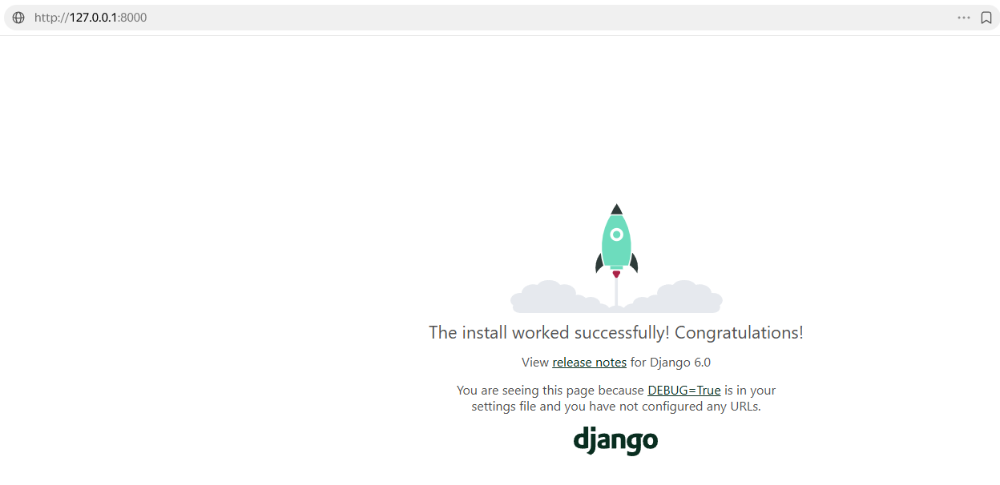 http://127.0.0.1:8000
The install worked successfully! Congratulations!
View release notes for Django 6.0
You are seeing this page because DEBUG=True is in your
settings file and you have not configured any URLs.
django